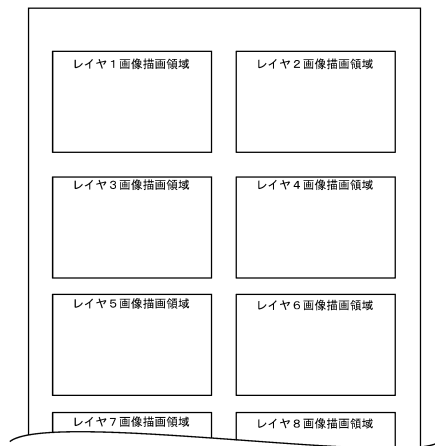 レイヤ1画像描画領域
レイヤ2画像描画領域
レイヤ3画像描画領域
レイヤ4画像描画領域
レイヤ5画像描画領域
レイヤ6画像描画領域
レイヤ7画像描画領域
レイヤ8画像描画領域